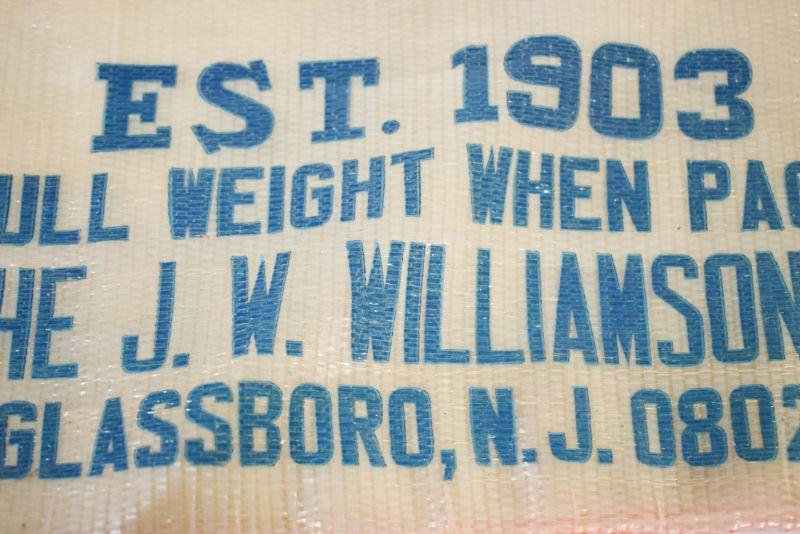 EST. 1903
ULL WEIGHT WHEN PAC
HE J. W. WILLIAMSON
GLASSBORO, N.J. 0802